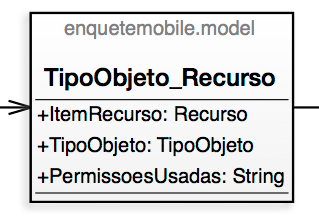 enquetemobile.model
TipoObjeto_Recurso
+ItemRecurso: Recurso
+TipoObjeto: TipoObjeto
+PermissoesUsadas: String